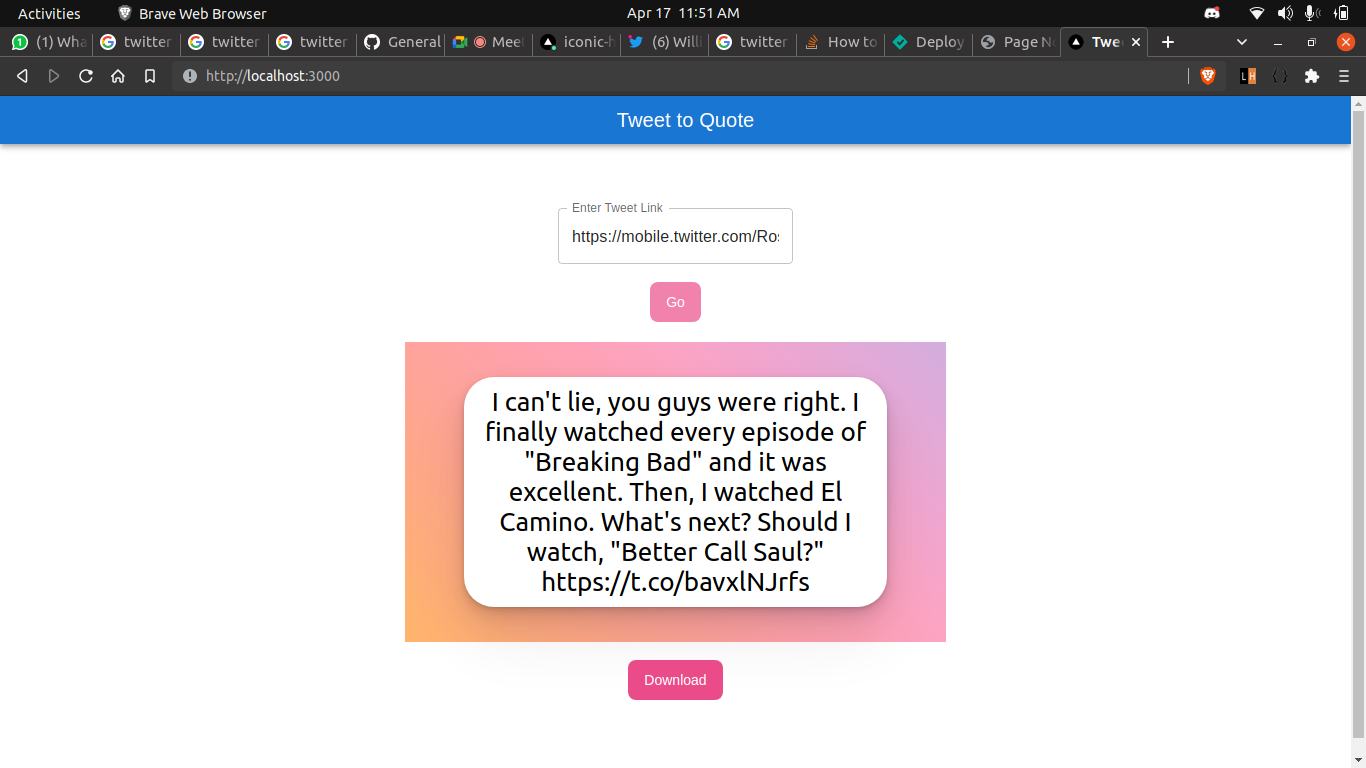 Activities Brave Web Browser Apr 17 11:51 AM
(1) Wha twitter twitter twitter General Meet iconic-h (6) Willi twitter How to Deploy Page No Twe
http://localhost:3000
Tweet to Quote
Enter Tweet Link
https://mobile.twitter.com/Ros
Go
I can't lie, you guys were right. I
finally watched every episode of
"Breaking Bad" and it was
excellent. Then, I watched El
Camino. What's next? Should I
watch, "Better Call Saul?"
https://t.co/bavxlNJrfs
Download